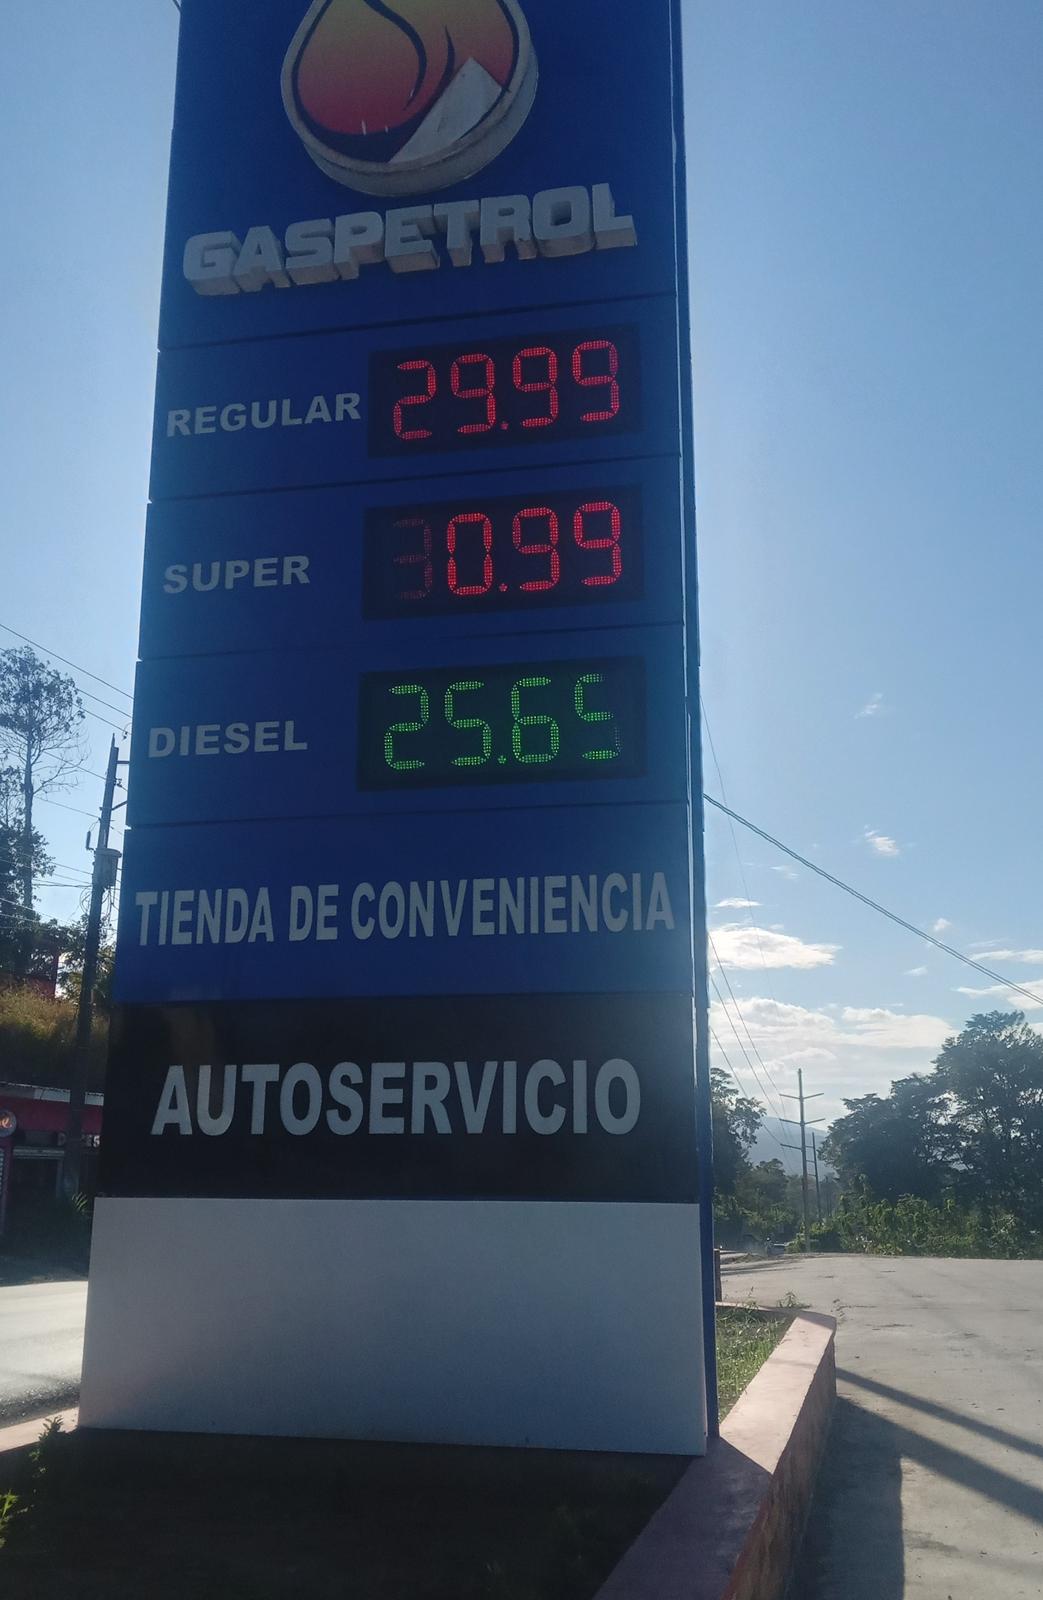 GASPETROL
REGULAR 29.99
SUPER 30.99
DIESEL 25.65
TIENDA DE CONVENIENCIA
AUTOSERVICIO